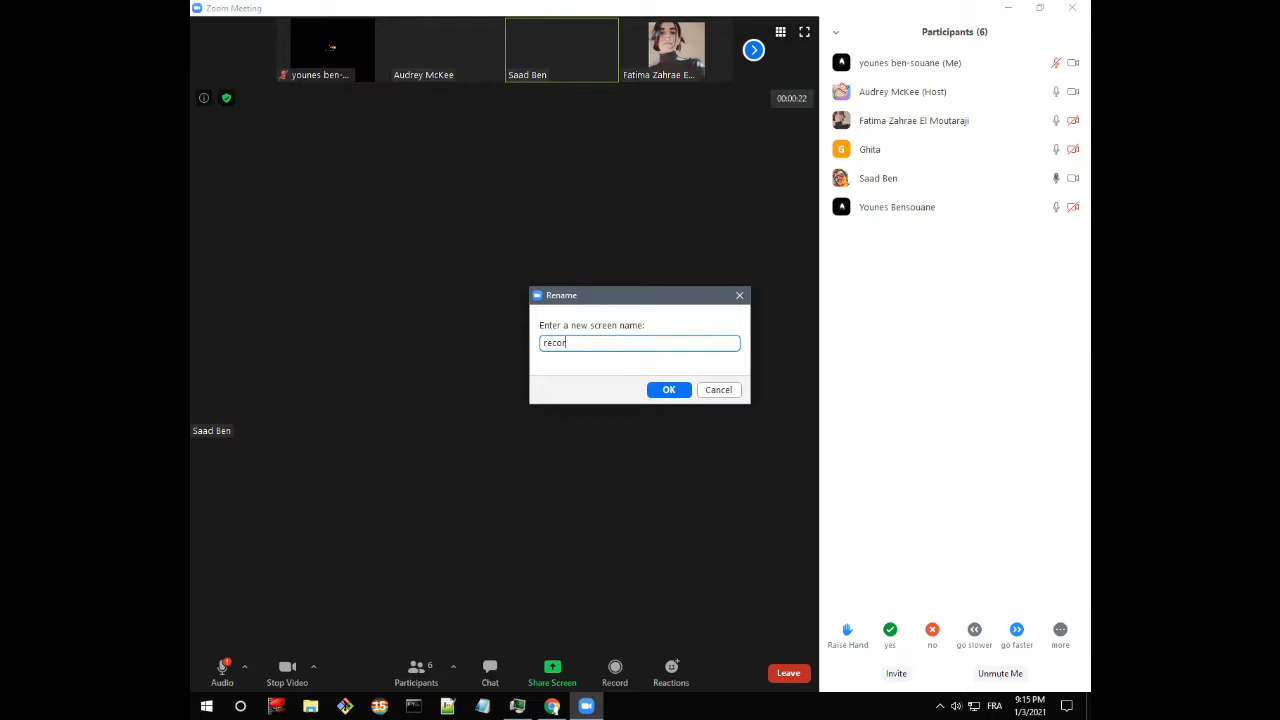 Zoom Meeting
younes ben-...
Audrey McKee
Saad Ben
Fatima Zahrae E...
00:00:22
Participants (6)
younes ben-souane (Me)
Audrey McKee (Host)
Fatima Zahrae El Moutaraji
G Ghita
Saad Ben
Younes Bensouane
Rename
Enter a new screen name:
recor
OK Cancel
Saad Ben
Raise Hand yes no go slower go faster more
Invite Unmute Me
Audio Stop Video Participants 6 Chat Share Screen Record Reactions Leave
FRA
9:15 PM
1/3/2021